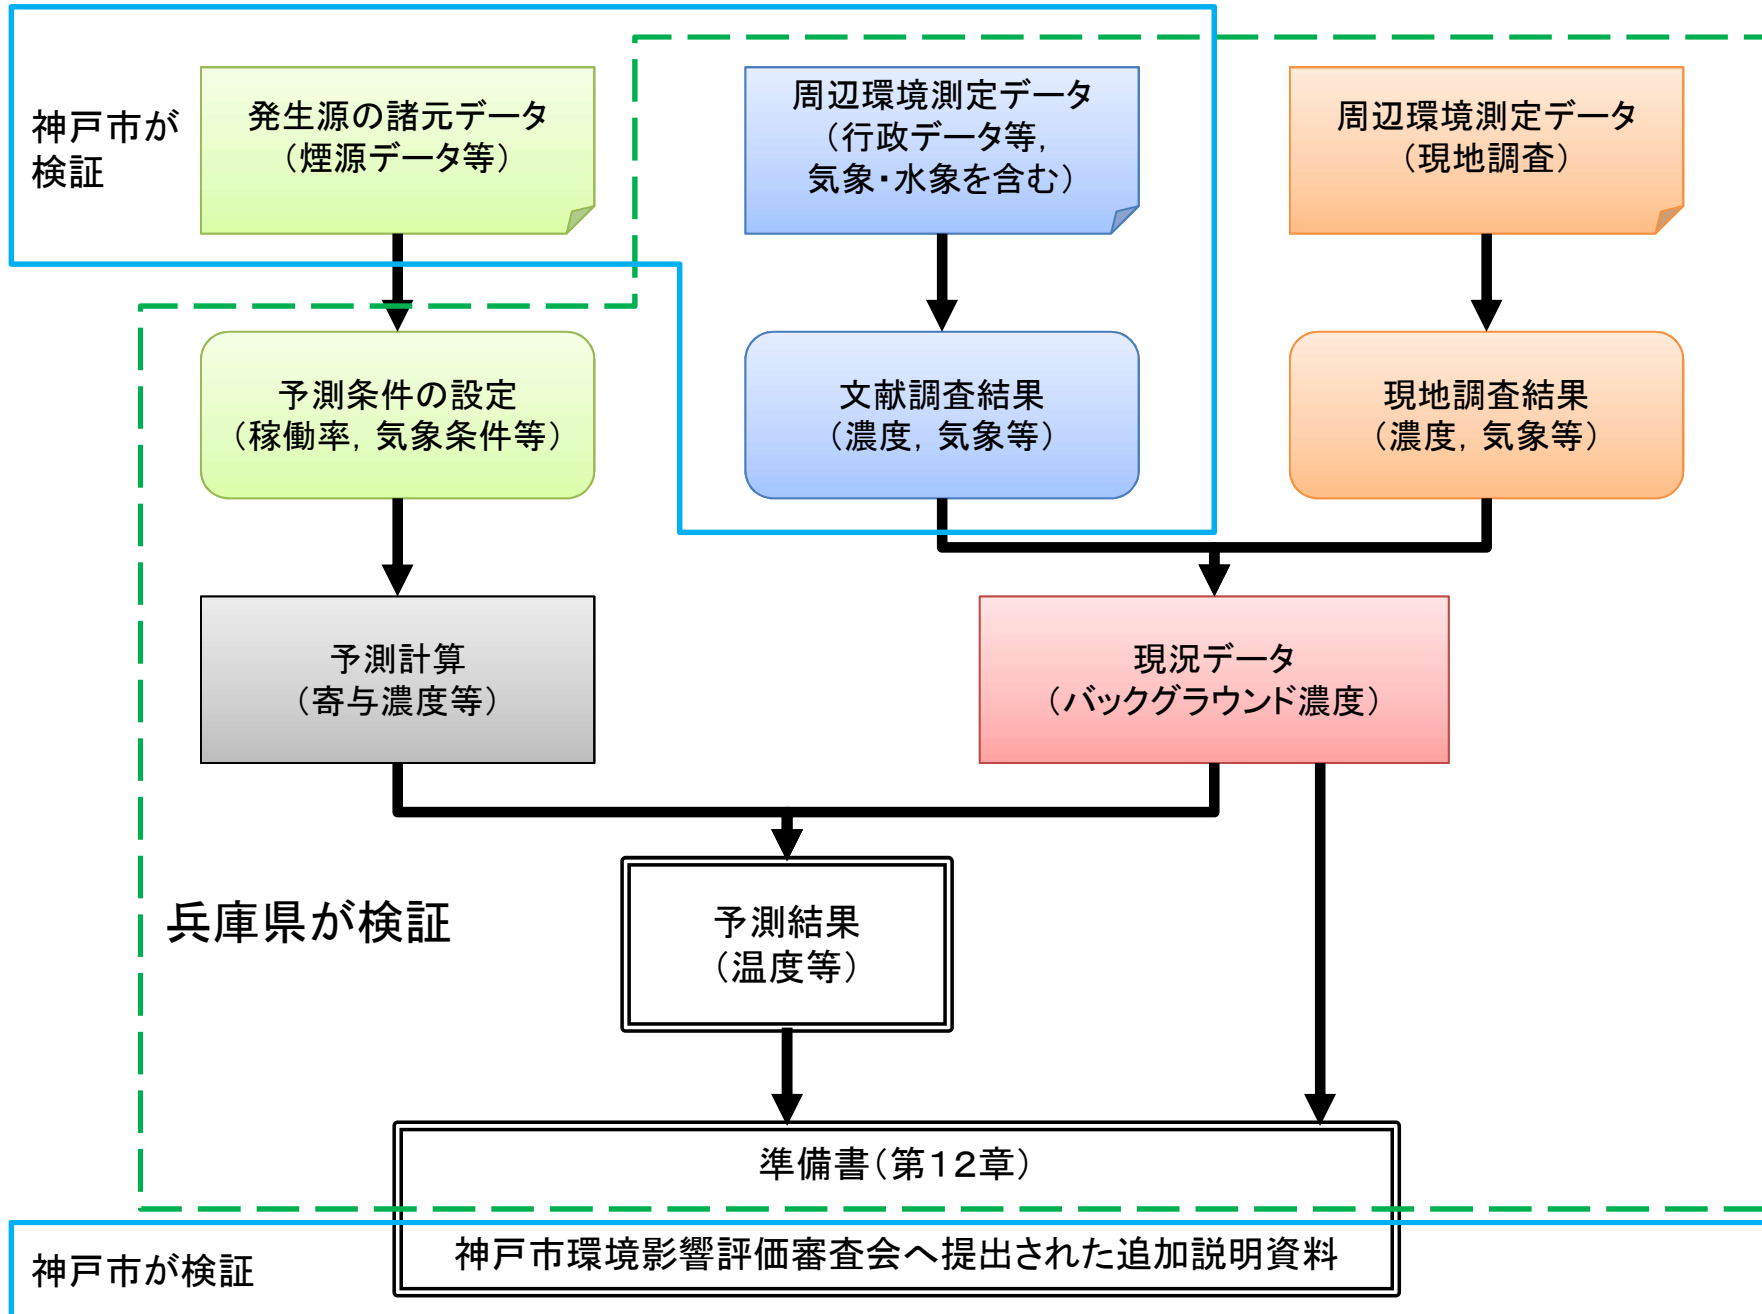 神戸市が
検証
発生源の諸元データ
（煙源データ等）
周辺環境測定データ
（行政データ等，
気象・水象を含む）
周辺環境測定データ
（現地調査）
予測条件の設定
（稼働率，気象条件等）
文献調査結果
（濃度，気象等）
現地調査結果
（濃度，気象等）
予測計算
（寄与濃度等）
現況データ
（バックグラウンド濃度）
兵庫県が検証
予測結果
（温度等）
準備書（第１２章）
神戸市環境影響評価審査会へ提出された追加説明資料
神戸市が検証